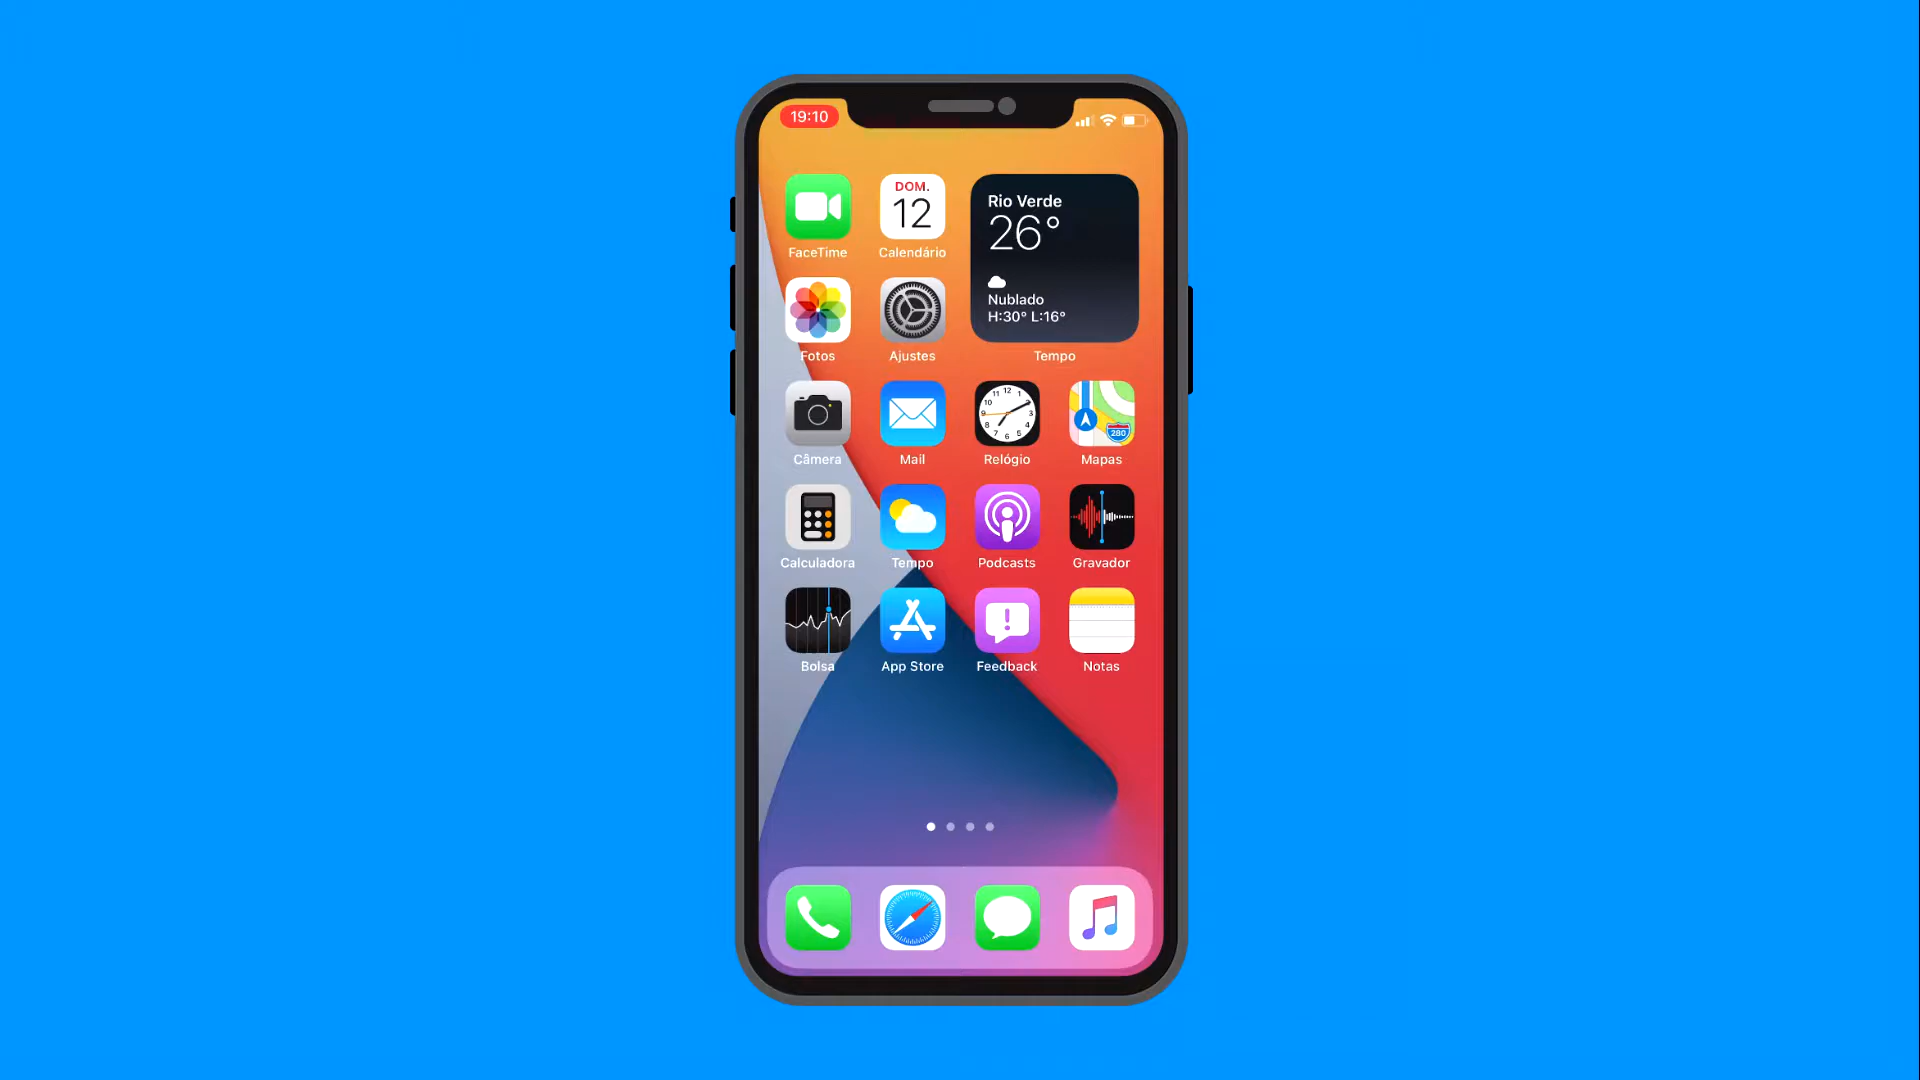 19:10
DOM.
12
FaceTime
Calendário
Rio Verde
26°
Nublado
H:30° L:16°
Fotos
Ajustes
Tempo
Câmera
Mail
Relógio
280
Mapas
Calculadora
Tempo
Podcasts
Gravador
Bolsa
App Store
Feedback
Notas